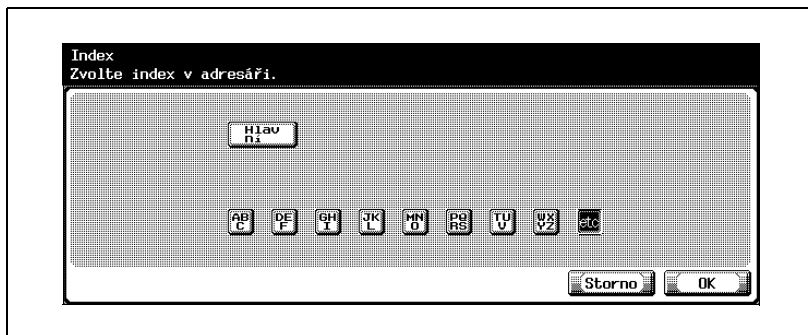 Index
Zvolte index v adresáři.
Hlav
ní
AB
C
DE
F
GH
I
JK
L
MN
O
PQ
RS
TU
V
WX
YZ
etc
Storno
OK